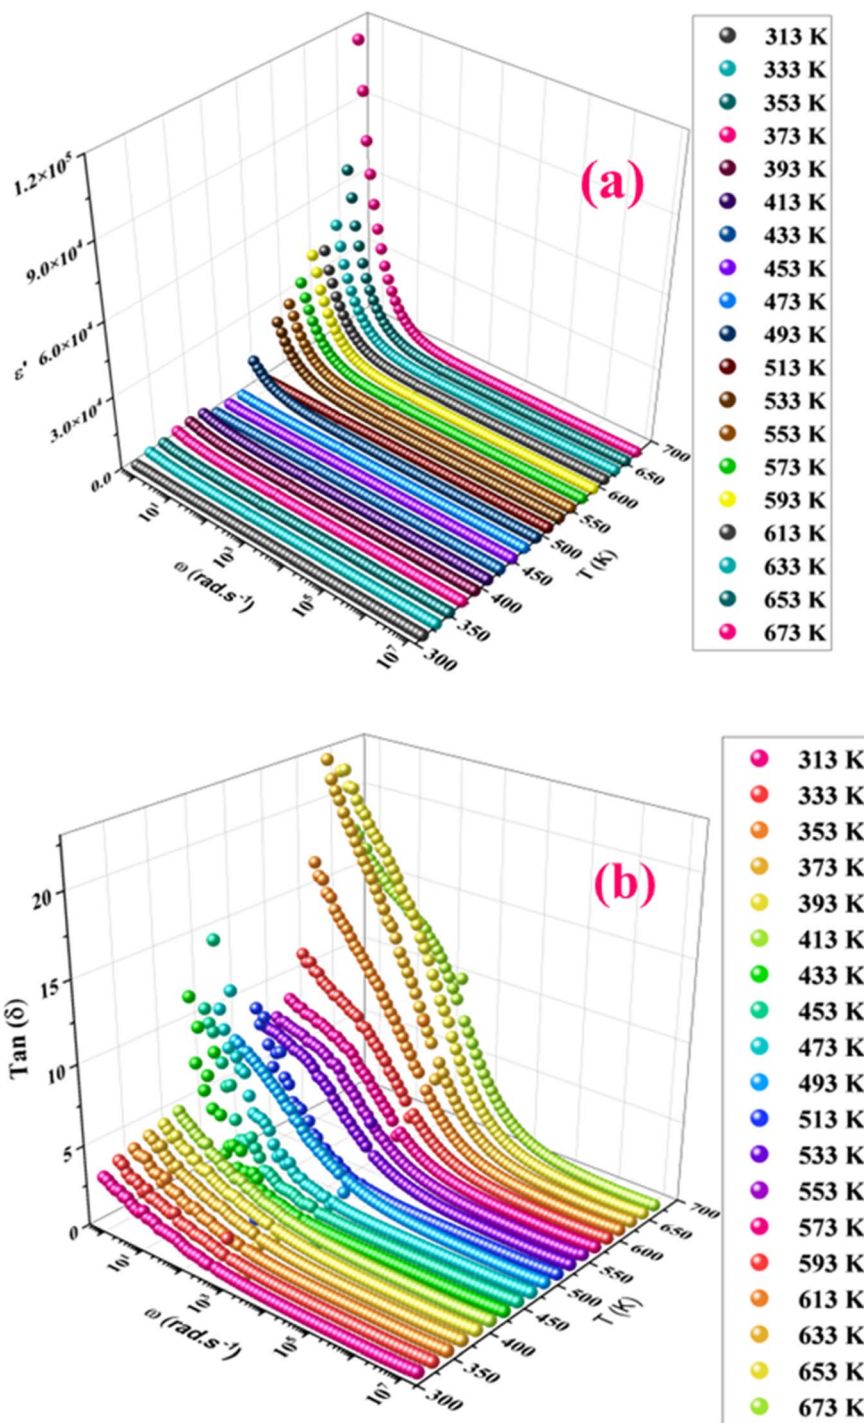 (a)
1.2×10⁵
9.0×10⁴
6.0×10⁴
3.0×10⁴
0.0
ε'
10¹
10³
10⁵
10⁷
ω (rad.s⁻¹)
300
350
400
450
500
550
600
650
700
T (K)
313 K
333 K
353 K
373 K
393 K
413 K
433 K
453 K
473 K
493 K
513 K
533 K
553 K
573 K
593 K
613 K
633 K
653 K
673 K
(b)
20
15
10
5
0
Tan (δ)
10¹
10³
10⁵
10⁷
ω (rad.s⁻¹)
300
350
400
450
500
550
600
650
700
T (K)
313 K
333 K
353 K
373 K
393 K
413 K
433 K
453 K
473 K
493 K
513 K
533 K
553 K
573 K
593 K
613 K
633 K
653 K
673 K